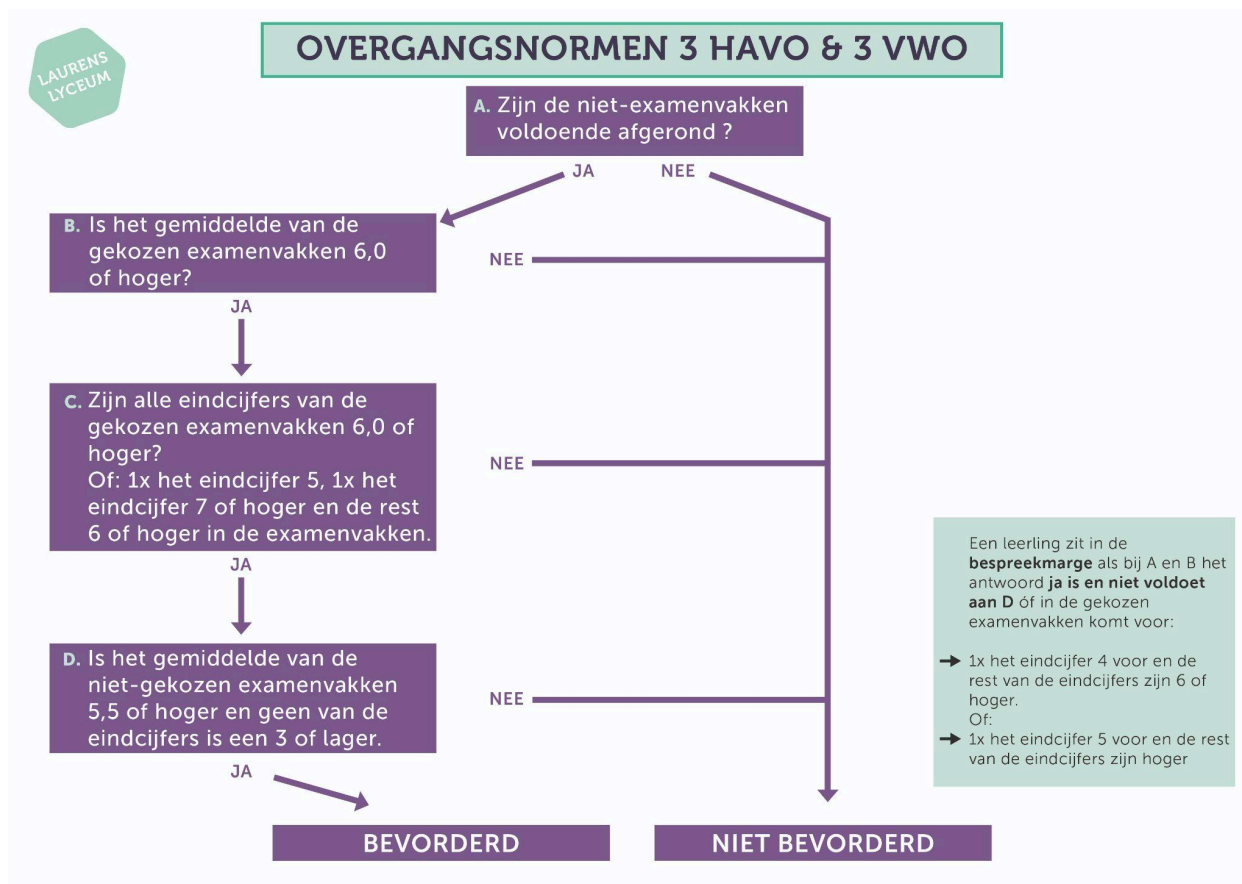 LAURENS
LYCEUM
OVERGANGSNORMEN 3 HAVO & 3 VWO
A. Zijn de niet-examenvakken
voldoende afgerond ?
JA
NEE
B. Is het gemiddelde van de
gekozen examenvakken 6,0
of hoger?
NEE
JA
C. Zijn alle eindcijfers van de
gekozen examenvakken 6,0 of
hoger?
Of: 1x het eindcijfer 5, 1x het
eindcijfer 7 of hoger en de rest
6 of hoger in de examenvakken.
NEE
JA
D. Is het gemiddelde van de
niet-gekozen examenvakken
5,5 of hoger en geen van de
eindcijfers is een 3 of lager.
NEE
JA
BEVORDERD
NIET BEVORDERD
Een leerling zit in de
bespreekmarge als bij A en B het
antwoord ja is en niet voldoet
aan D óf in de gekozen
examenvakken komt voor:
→ 1x het eindcijfer 4 voor en de
rest van de eindcijfers zijn 6 of
hoger.
Of:
→ 1x het eindcijfer 5 voor en de rest
van de eindcijfers zijn hoger